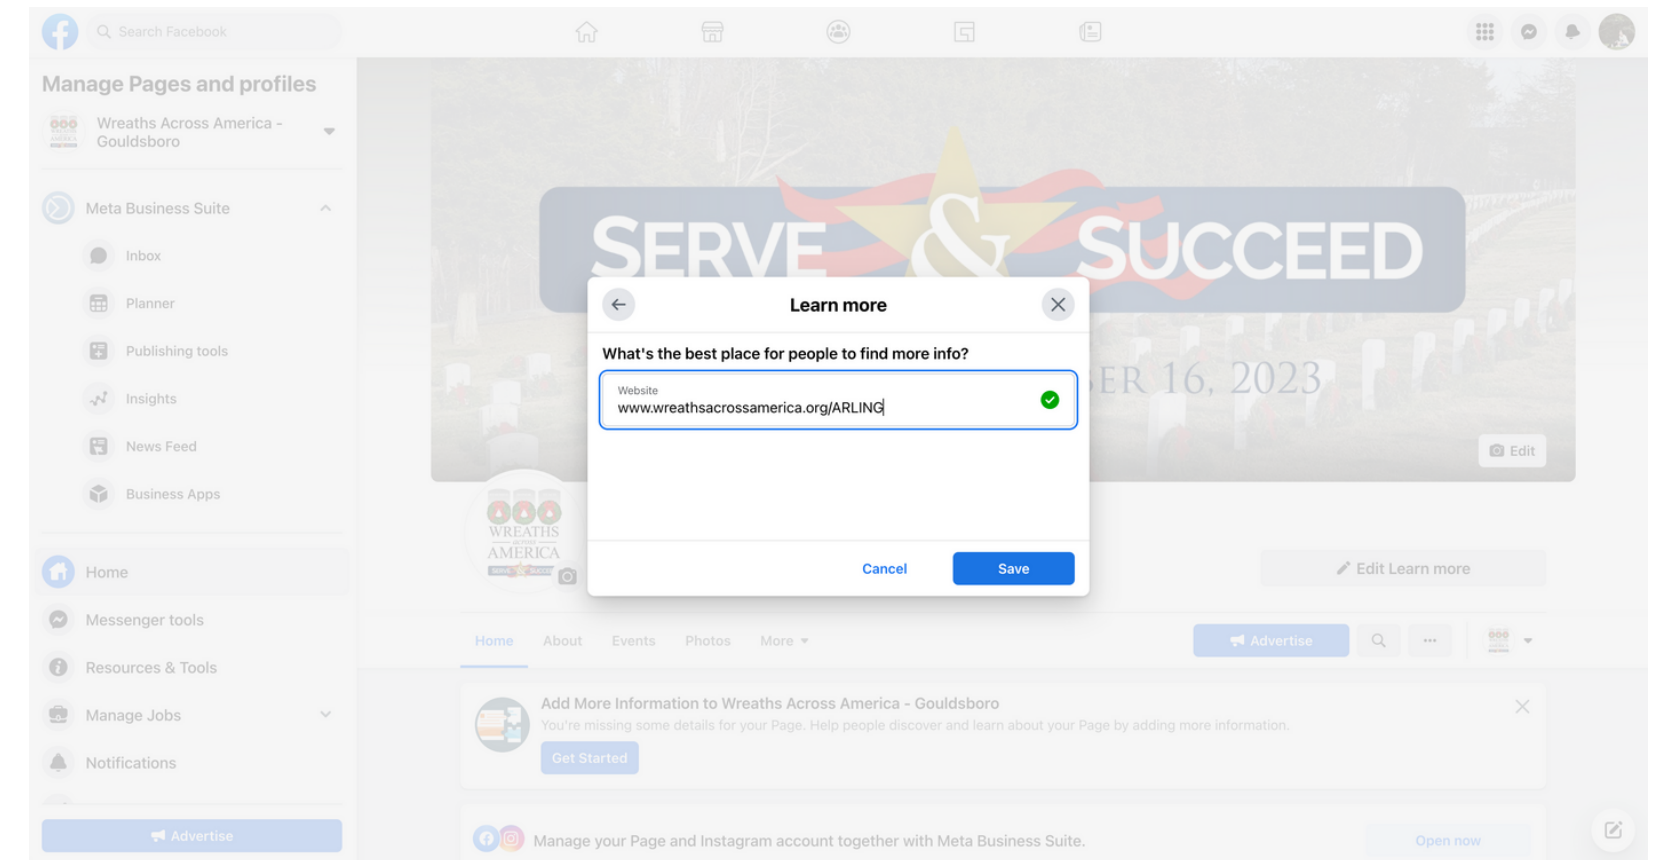 Search Facebook
Manage Pages and profiles
Wreaths Across America -
Gouldsboro
Meta Business Suite
Inbox
Planner
Publishing tools
Insights
News Feed
Business Apps
Home
Messenger tools
Resources & Tools
Manage Jobs
Notifications
Advertise
SERVE & SUCCEED
BER 16, 2023
Edit
Learn more
What's the best place for people to find more info?
Website
www.wreathsacrossamerica.org/ARLING
Cancel
Save
WREATHS
across
AMERICA
Edit Learn more
Home
About
Events
Photos
More
Advertise
Add More Information to Wreaths Across America - Gouldsboro
You're missing some details for your Page. Help people discover and learn about your Page by adding more information.
Get Started
Manage your Page and Instagram account together with Meta Business Suite.
Open now